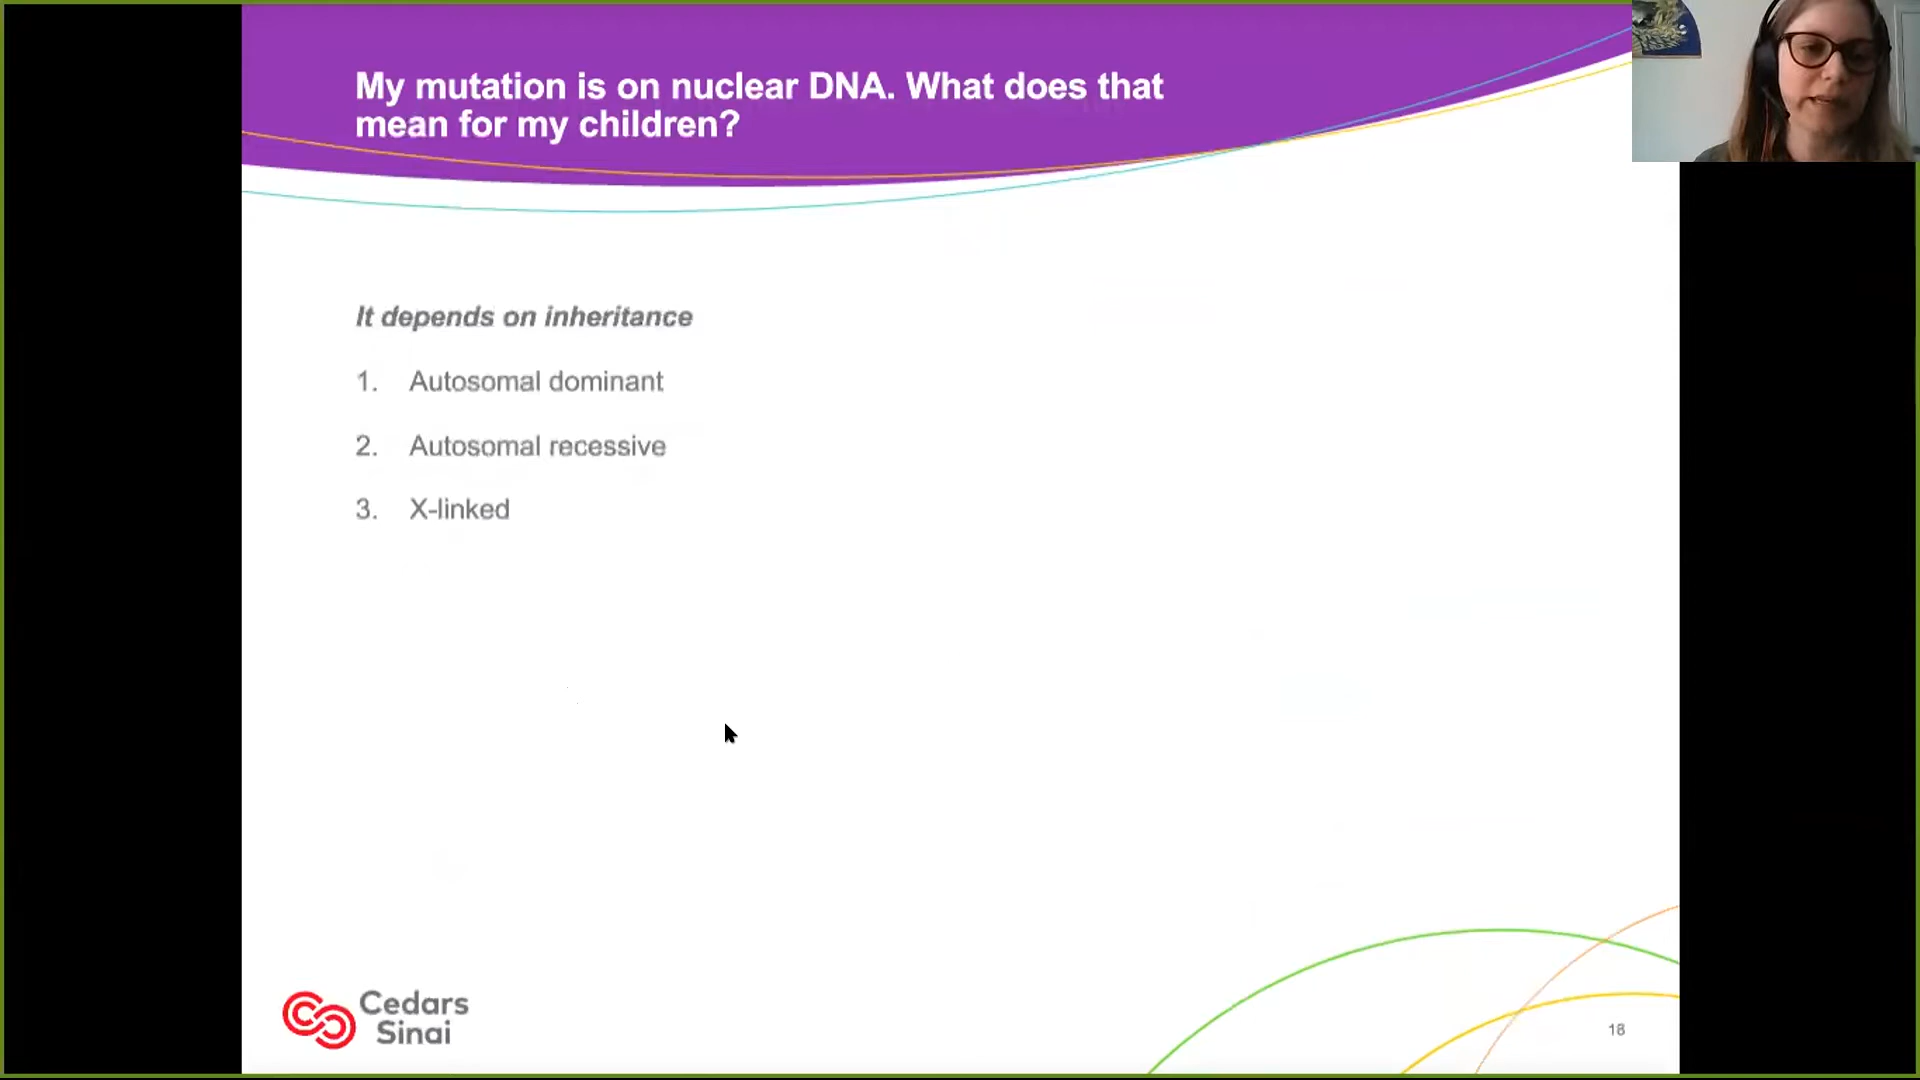 My mutation is on nuclear DNA. What does that
mean for my children?
It depends on inheritance
1. Autosomal dominant
2. Autosomal recessive
3. X-linked
Cedars
Sinai
18